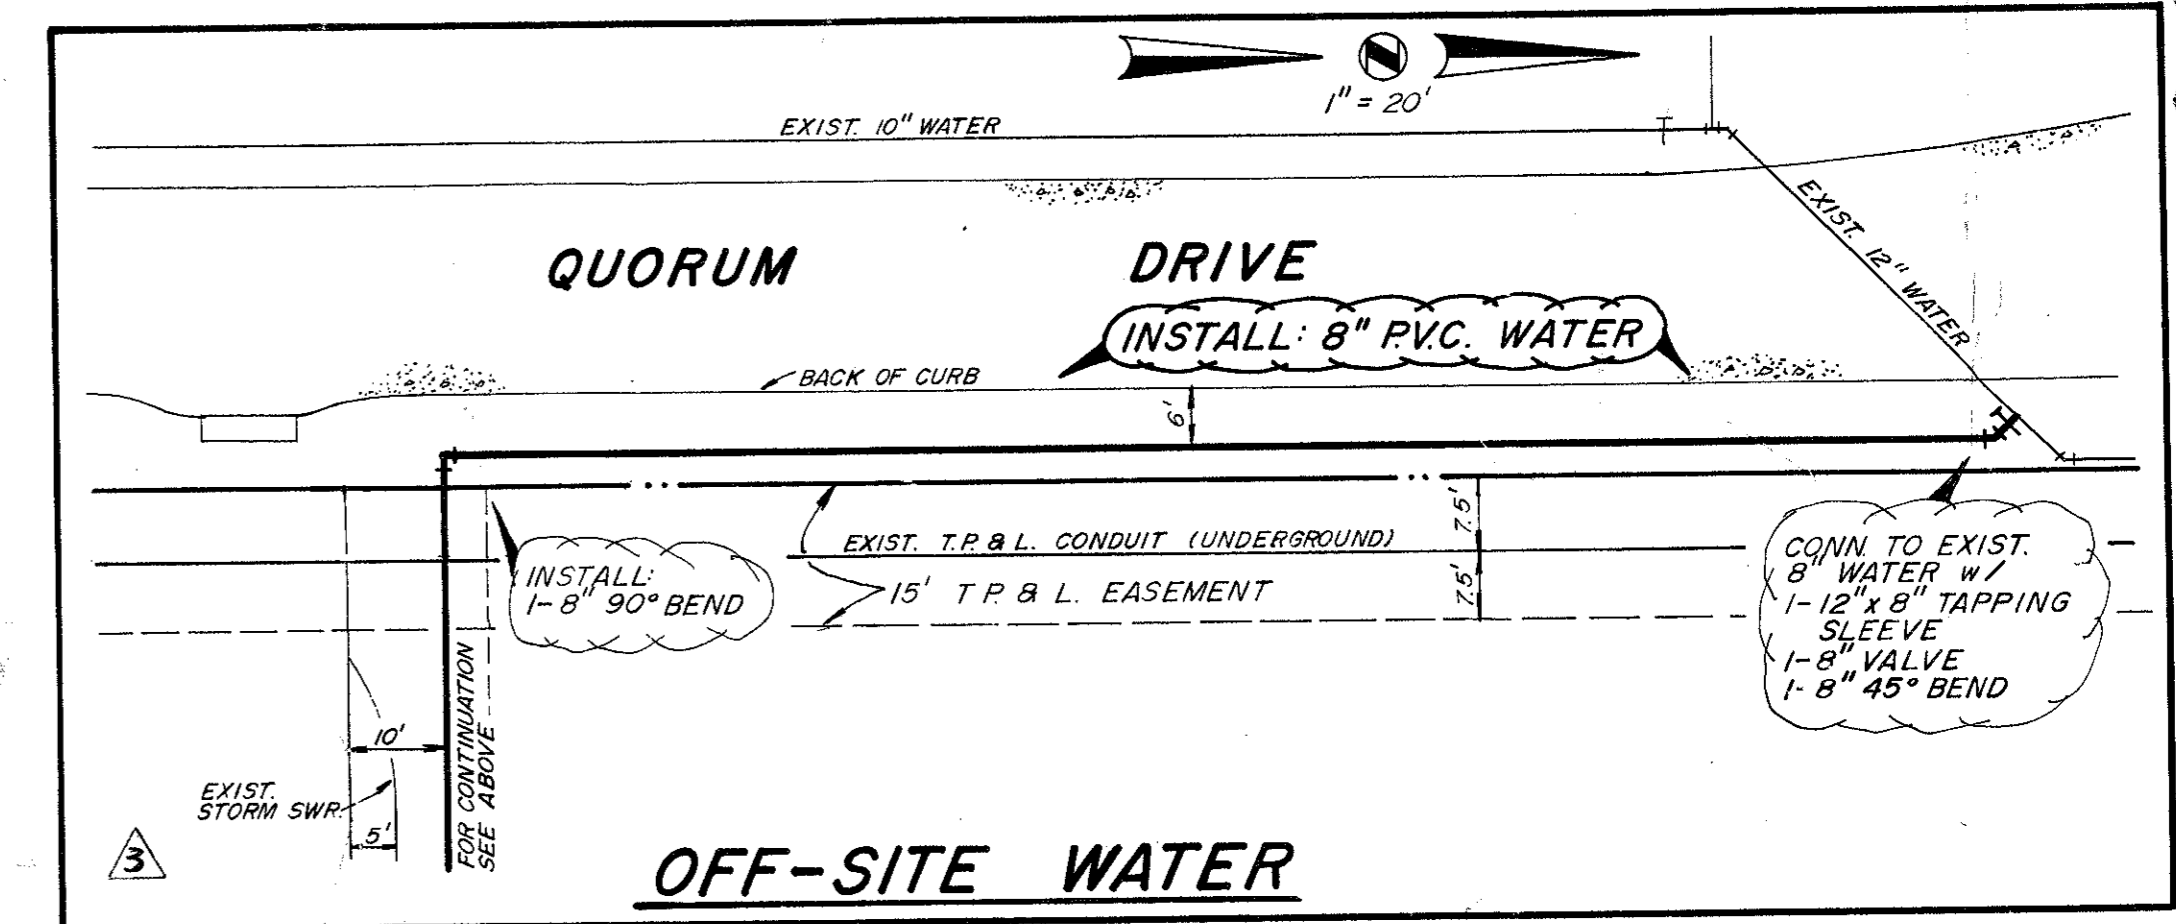 1" = 20'
EXIST. 10" WATER
EXIST. 12" WATER
QUORUM DRIVE
INSTALL: 8" P.V.C. WATER
BACK OF CURB
6'
7.5'
7.5'
EXIST. T.P. & L. CONDUIT (UNDERGROUND)
15' T.P. & L. EASEMENT
INSTALL:
1-8" 90° BEND
CONN. TO EXIST.
8" WATER w/
1-12"x 8" TAPPING
SLEEVE
1-8" VALVE
1-8" 45° BEND
FOR CONTINUATION
SEE ABOVE
10'
EXIST.
STORM SWR.
5'
3
OFF-SITE WATER